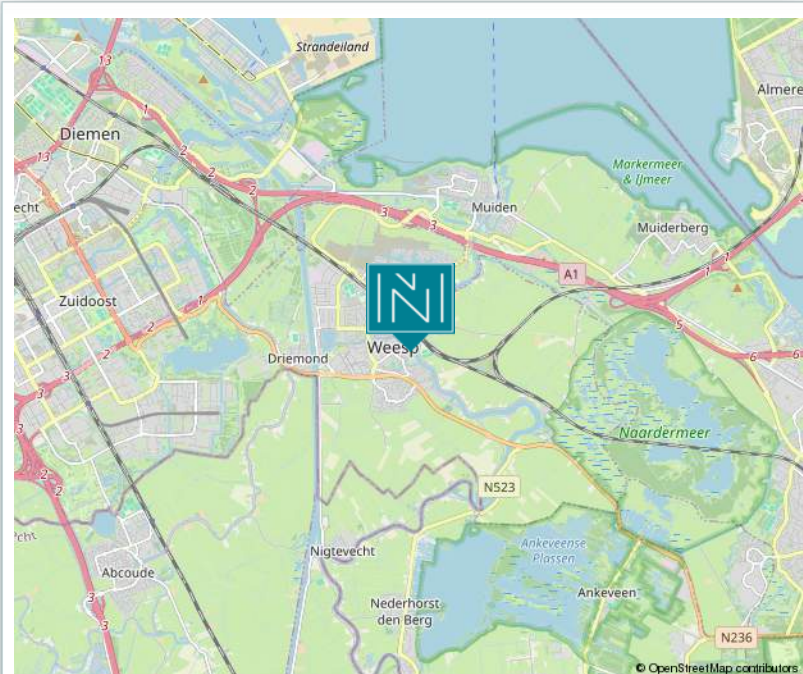 Strandeiland
13
Almere
1
Diemen
2
2
13
2
Markermeer
& IJmeer
echt
3
Muiden
3
Muiderberg
1
A1
1
Zuidoost
1
N
5
2
Driemond
Weesp
6
6
2
3
3
Naardermeer
2
N523
2
Ankeveense
Plassen
Nigtevecht
Abcoude
Ankeveen
3
Nederhorst
den Berg
3
N236
© OpenStreetMap contributors